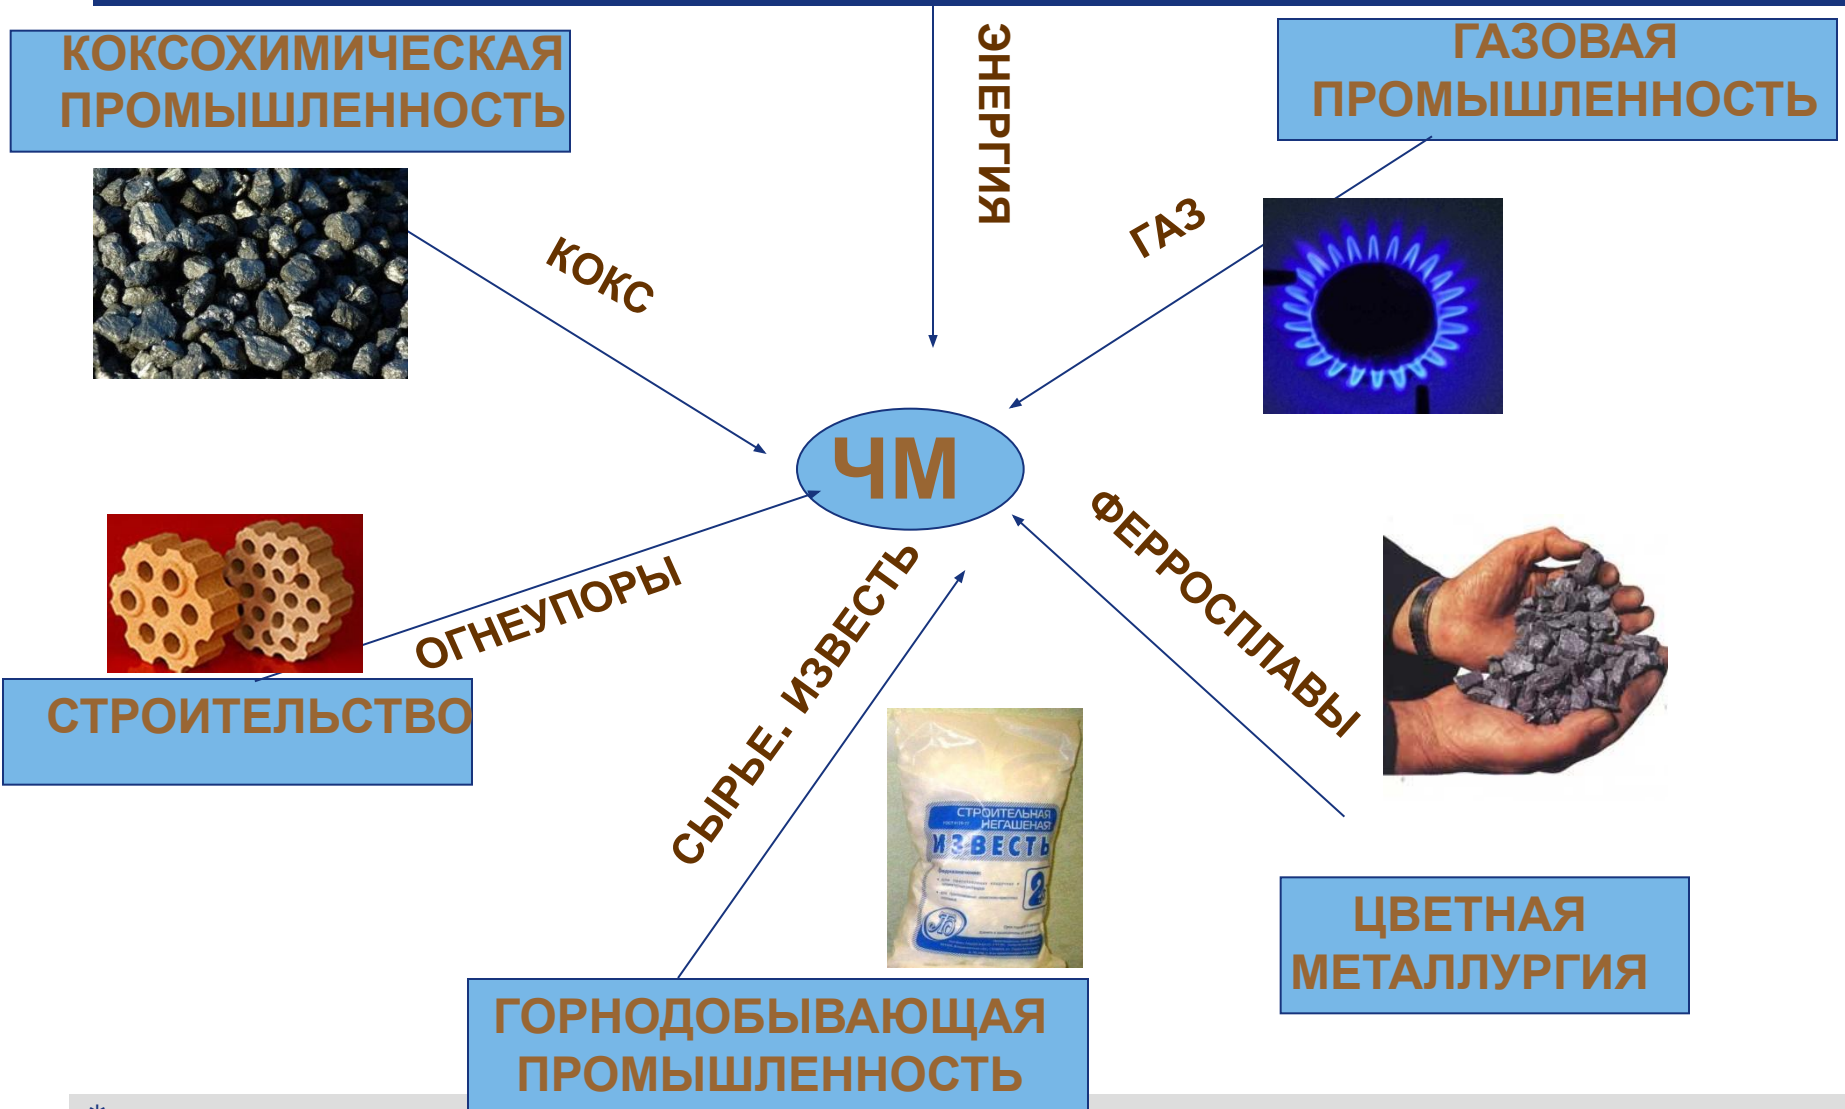 КОКСОХИМИЧЕСКАЯ
ПРОМЫШЛЕННОСТЬ
ЭНЕРГИЯ
ГАЗОВАЯ
ПРОМЫШЛЕННОСТЬ
КОКС
ГАЗ
ЧМ
ОГНЕУПОРЫ
СТРОИТЕЛЬСТВО
СЫРЬЕ. ИЗВЕСТЬ
ФЕРРОСПЛАВЫ
СТРОИТЕЛЬНАЯ
НЕГАШЕНАЯ
ИЗВЕСТЬ
ЦВЕТНАЯ
МЕТАЛЛУРГИЯ
ГОРНОДОБЫВАЮЩАЯ
ПРОМЫШЛЕННОСТЬ
*